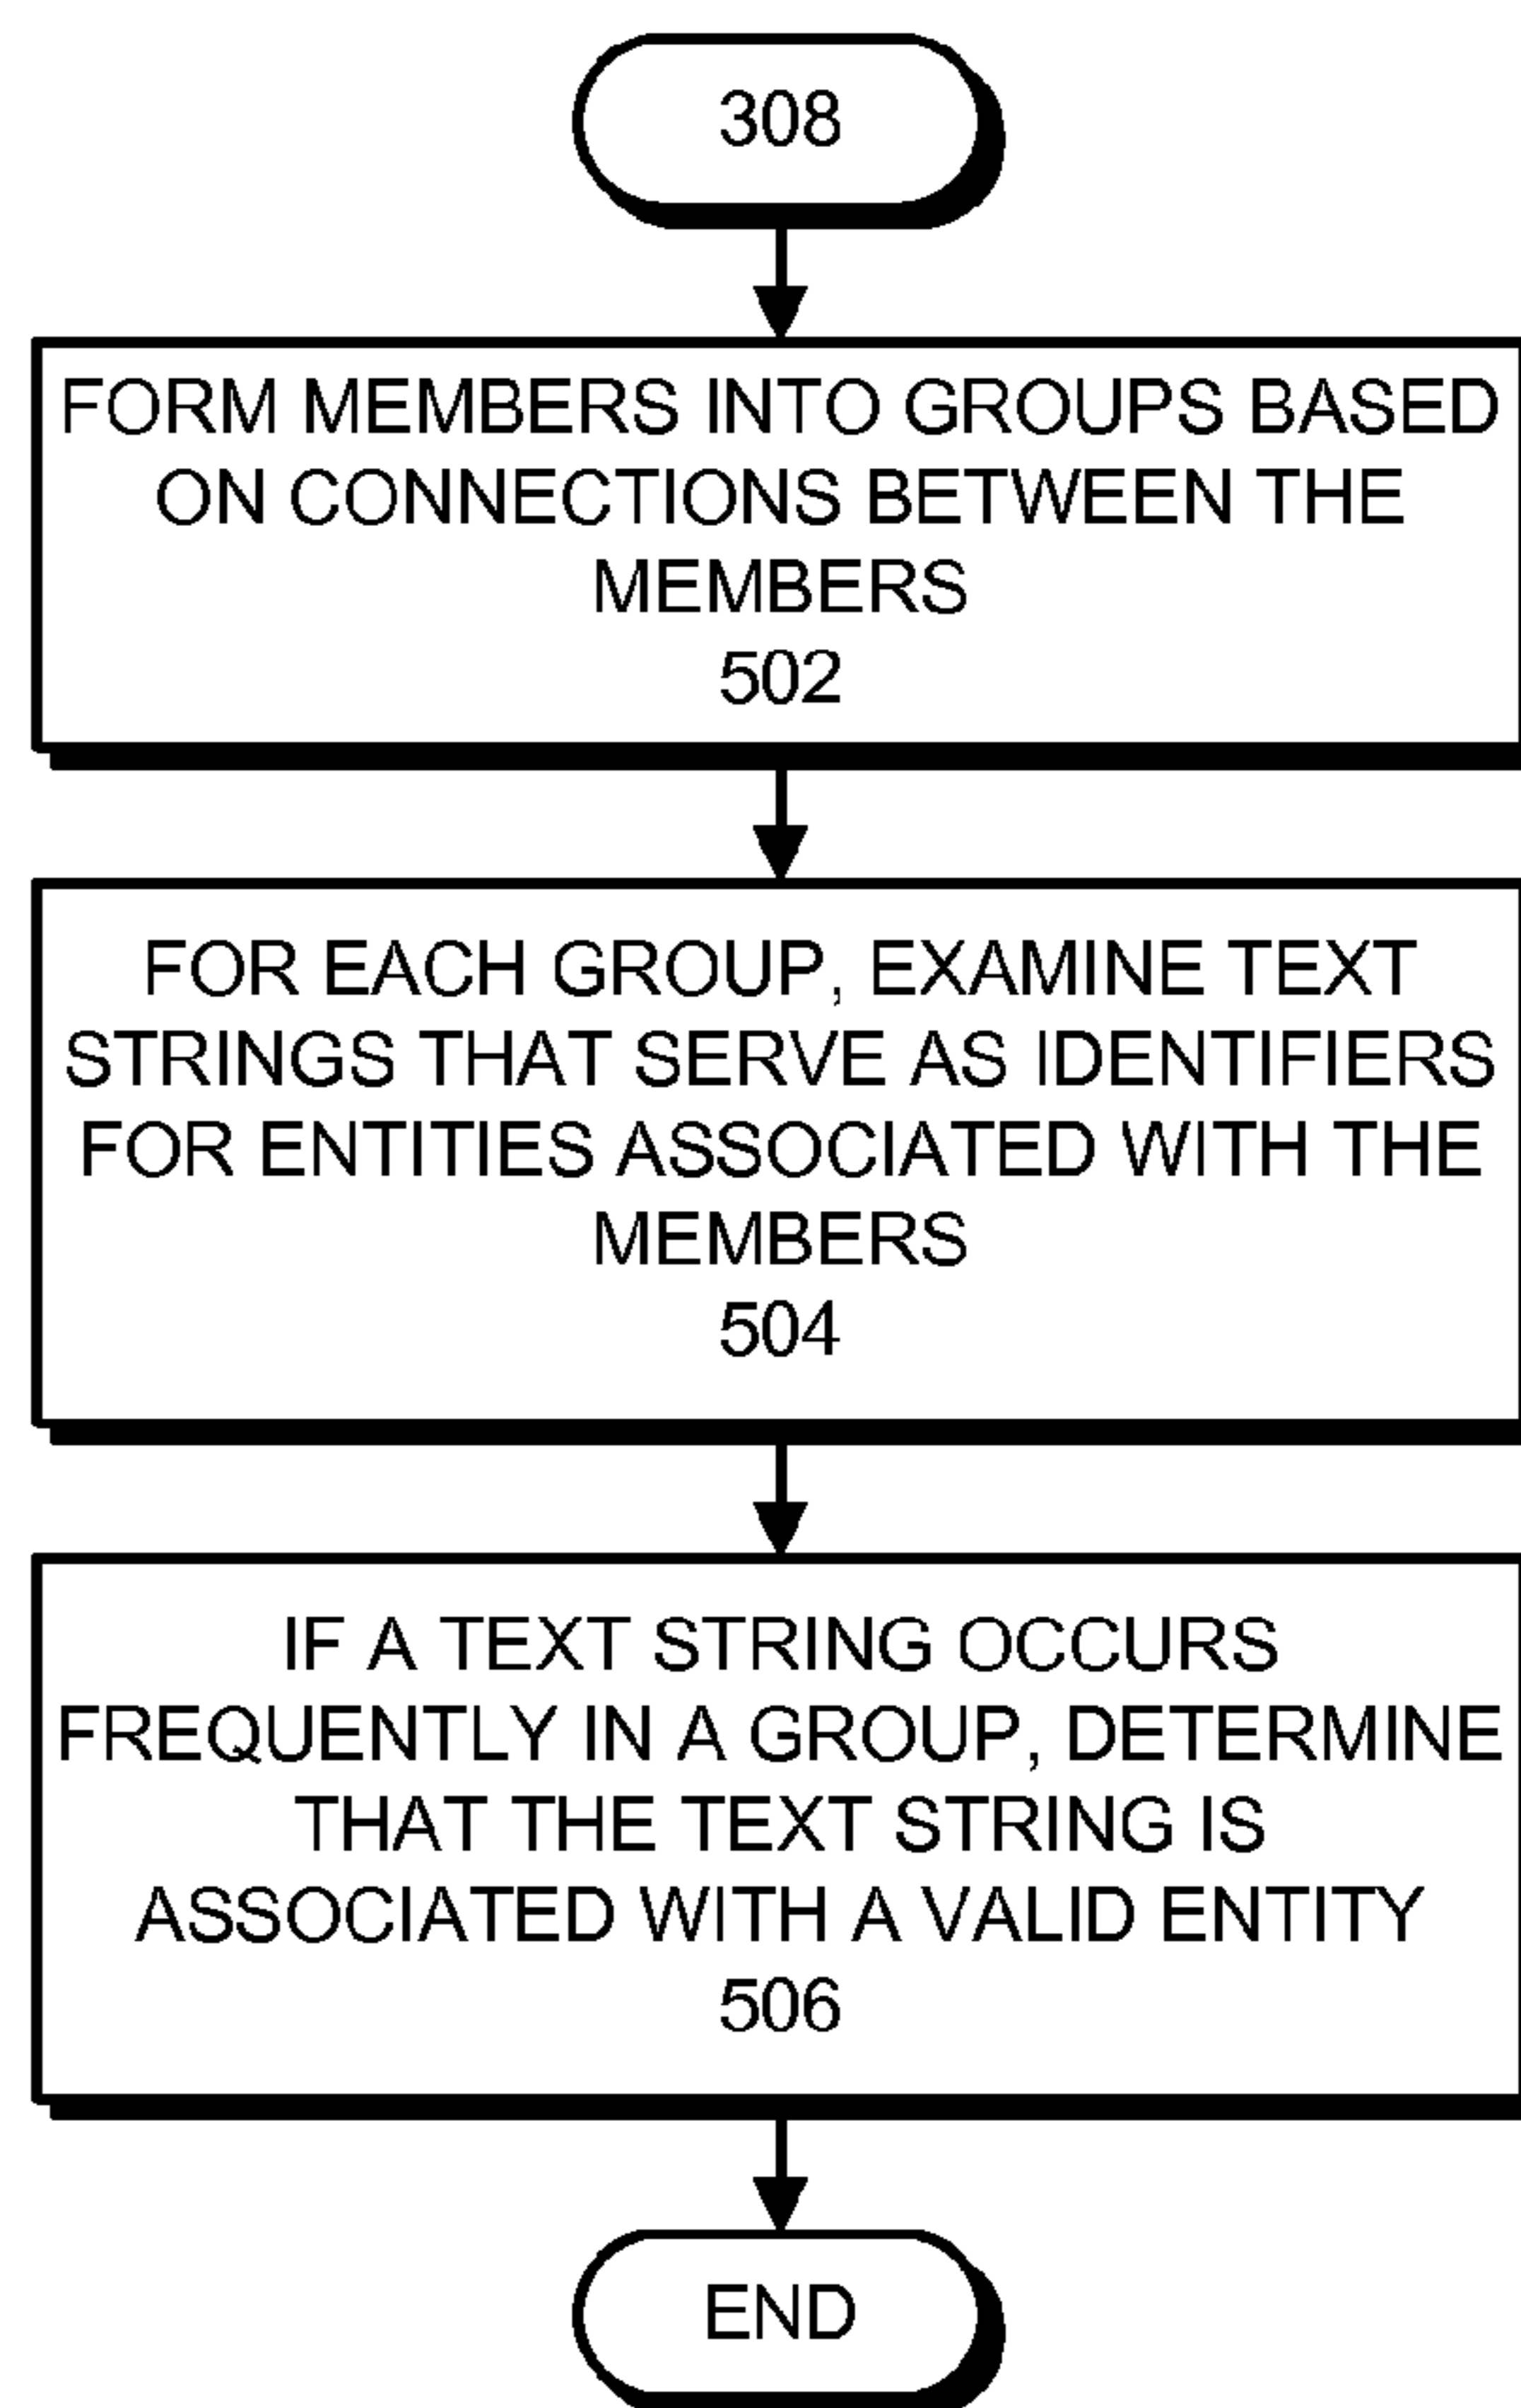 308
FORM MEMBERS INTO GROUPS BASED
ON CONNECTIONS BETWEEN THE
MEMBERS
502
FOR EACH GROUP, EXAMINE TEXT
STRINGS THAT SERVE AS IDENTIFIERS
FOR ENTITIES ASSOCIATED WITH THE
MEMBERS
504
IF A TEXT STRING OCCURS
FREQUENTLY IN A GROUP, DETERMINE
THAT THE TEXT STRING IS
ASSOCIATED WITH A VALID ENTITY
506
END